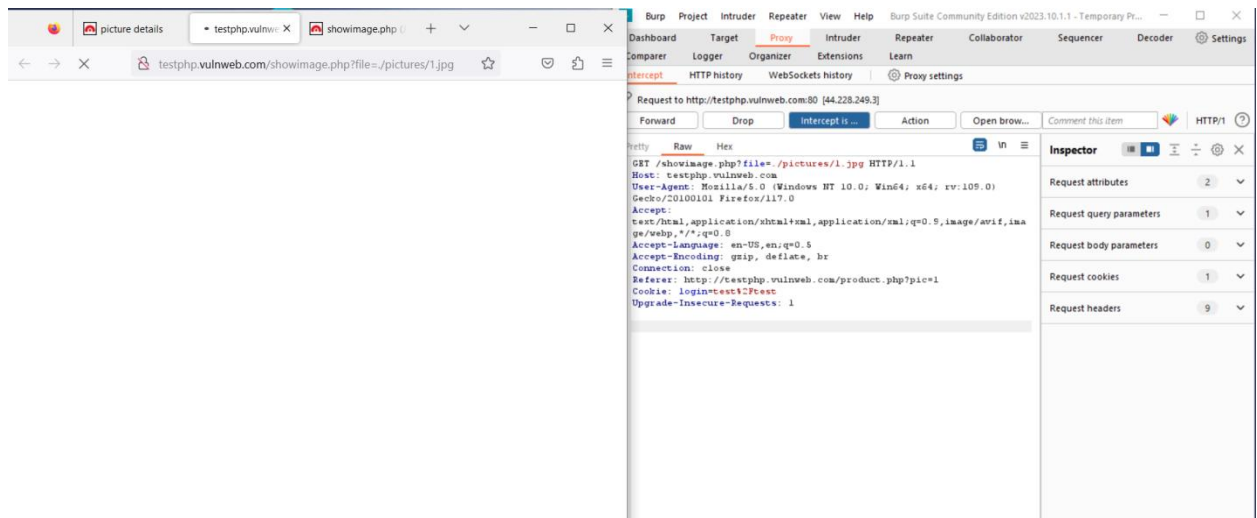 picture details
testphp.vulnwe
showimage.php (
testphp.vulnweb.com/showimage.php?file=./pictures/1.jpg
Burp Project Intruder Repeater View Help Burp Suite Community Edition v2023.10.1.1 - Temporary Pr...
Dashboard Target Proxy Intruder Repeater Collaborator Sequencer Decoder Settings
Comparer Logger Organizer Extensions Learn
ntercept HTTP history WebSockets history Proxy settings
Request to http://testphp.vulnweb.com:80 [44.228.249.3]
Forward Drop Intercept is ... Action Open brow... Comment this item HTTP/1
Pretty Raw Hex \n
Inspector
GET /showimage.php?file=./pictures/1.jpg HTTP/1.1
Host: testphp.vulnweb.com
User-Agent: Mozilla/5.0 (Windows NT 10.0; Win64; x64; rv:109.0)
Gecko/20100101 Firefox/117.0
Accept:
text/html,application/xhtml+xml,application/xml;q=0.9,image/avif,ima
ge/webp,*/*;q=0.8
Accept-Language: en-US,en;q=0.5
Accept-Encoding: gzip, deflate, br
Connection: close
Referer: http://testphp.vulnweb.com/product.php?pic=1
Cookie: login=test%2Ftest
Upgrade-Insecure-Requests: 1
Request attributes 2
Request query parameters 1
Request body parameters 0
Request cookies 1
Request headers 9